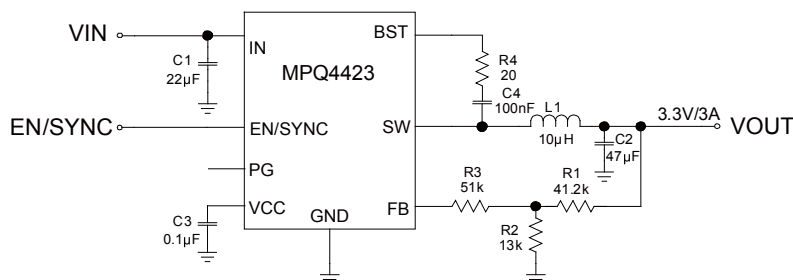 VIN
C1
22µF
IN
BST
MPQ4423
R4
20
C4
100nF
L1
10µH
3.3V/3A
VOUT
EN/SYNC
EN/SYNC
SW
C2
47µF
PG
R3
51k
R1
41.2k
VCC
FB
C3
0.1µF
GND
R2
13k